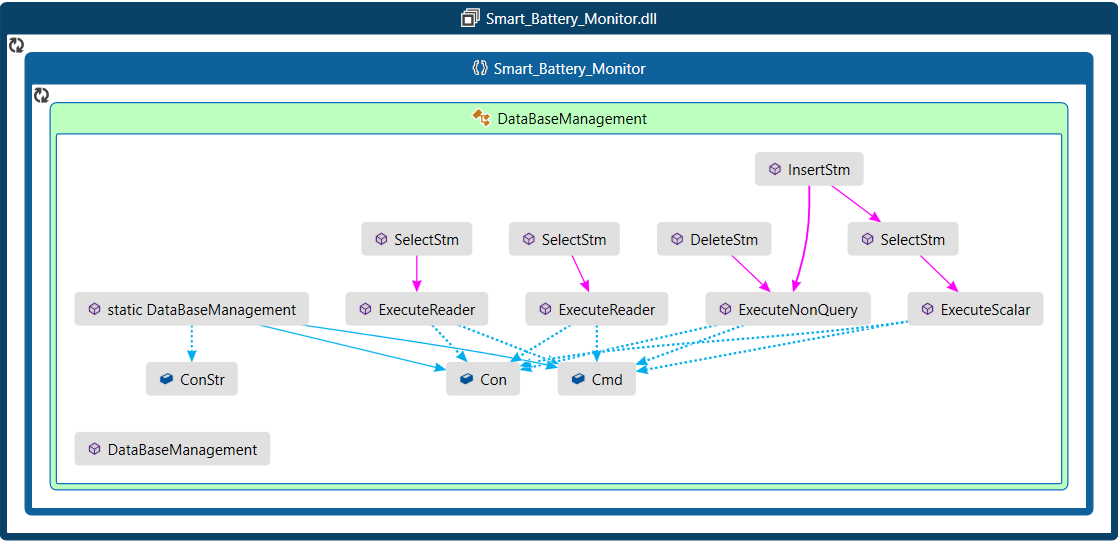 Smart_Battery_Monitor.dll
Smart_Battery_Monitor
DataBaseManagement
InsertStm
SelectStm
SelectStm
DeleteStm
SelectStm
static DataBaseManagement
ExecuteReader
ExecuteReader
ExecuteNonQuery
ExecuteScalar
ConStr
Con
Cmd
DataBaseManagement